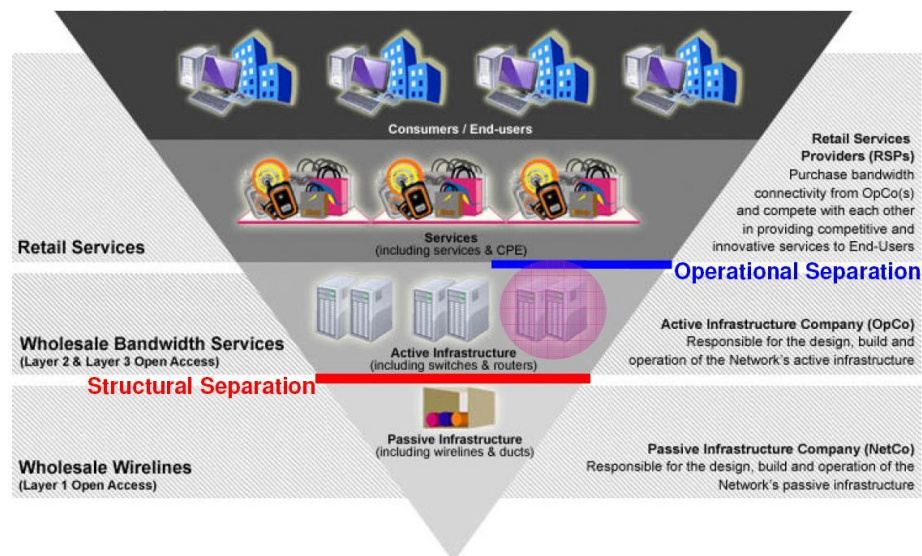 Consumers / End-users
Retail Services
Providers (RSPs)
Purchase bandwidth
connectivity from OpCo(s)
and compete with each other
in providing competitive and
innovative services to End-Users
Retail Services
Services
(including services & CPE)
Operational Separation
Wholesale Bandwidth Services
(Layer 2 & Layer 3 Open Access)
Active Infrastructure
(including switches & routers)
Active Infrastructure Company (OpCo)
Responsible for the design, build and
operation of the Network's active infrastructure
Structural Separation
Passive Infrastructure
(including wirelines & ducts)
Wholesale Wirelines
(Layer 1 Open Access)
Passive Infrastructure Company (NetCo)
Responsible for the design, build and operation of the
Network's passive infrastructure